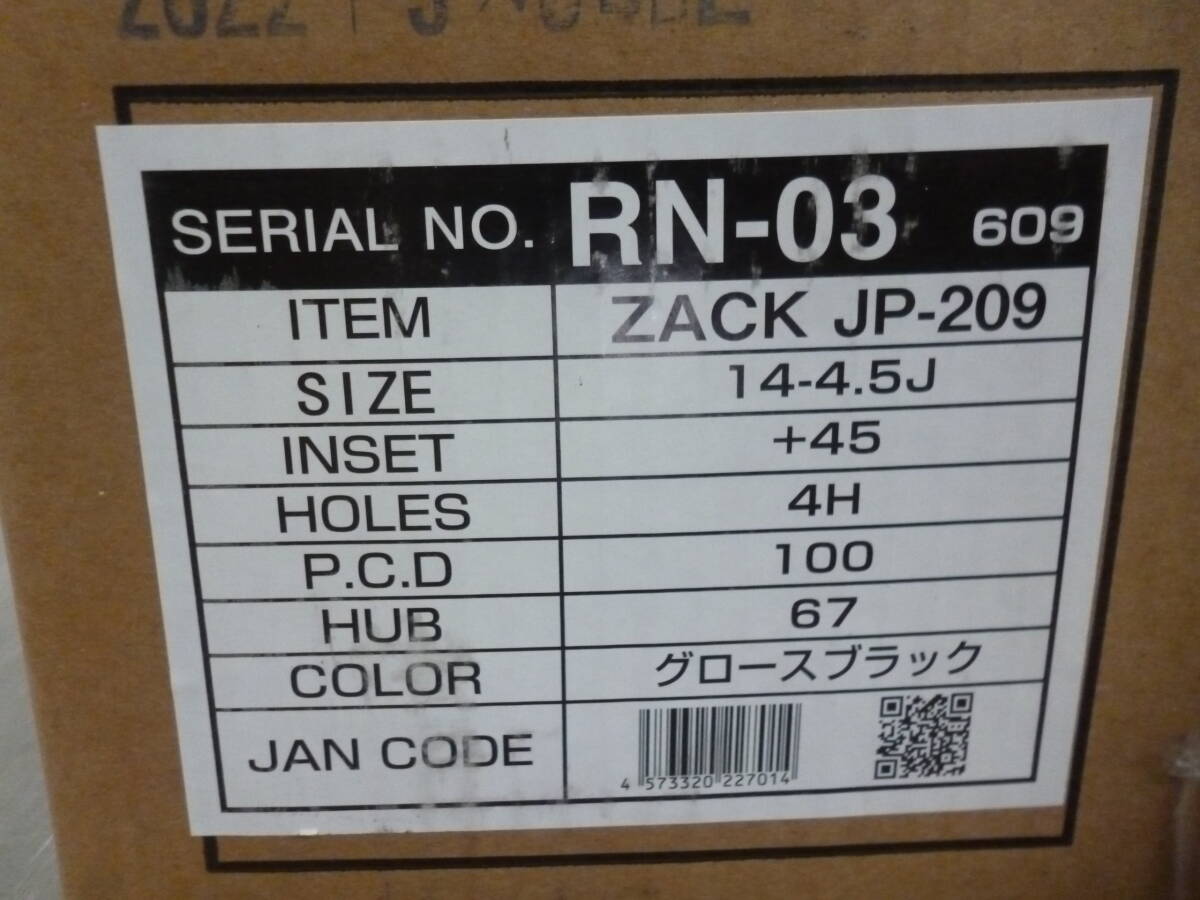 2022
SERIAL NO. RN-03 609
ITEM ZACK JP-209
SIZE 14-4.5J
INSET +45
HOLES 4H
P.C.D 100
HUB 67
COLOR グロースブラック
JAN CODE
4 573320 227014